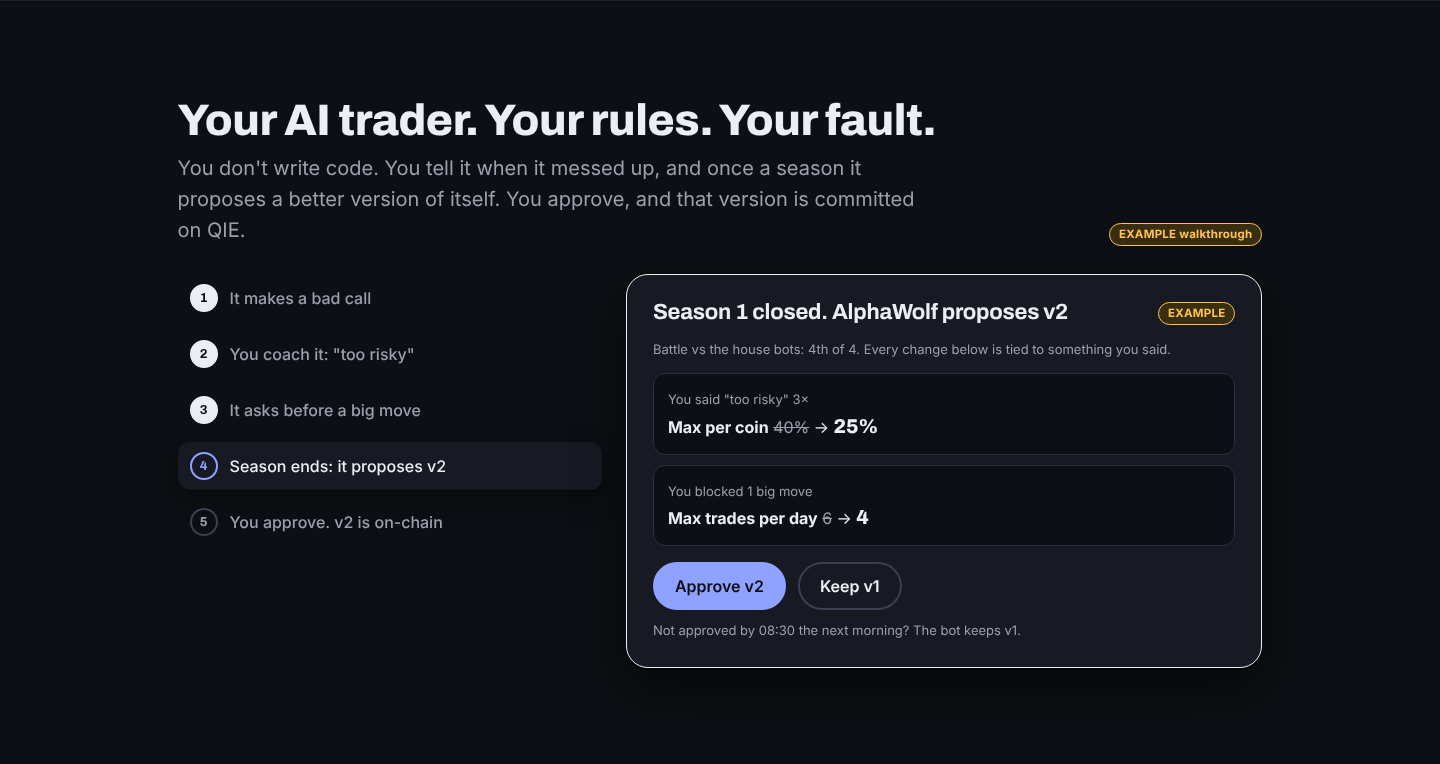 Your AI trader. Your rules. Your fault.
You don't write code. You tell it when it messed up, and once a season it
proposes a better version of itself. You approve, and that version is committed
on QIE.
EXAMPLE walkthrough
1 It makes a bad call
2 You coach it: "too risky"
3 It asks before a big move
4 Season ends: it proposes v2
5 You approve. v2 is on-chain
Season 1 closed. AlphaWolf proposes v2
EXAMPLE
Battle vs the house bots: 4th of 4. Every change below is tied to something you said.
You said "too risky" 3×
Max per coin 40% → 25%
You blocked 1 big move
Max trades per day 6 → 4
Approve v2
Keep v1
Not approved by 08:30 the next morning? The bot keeps v1.